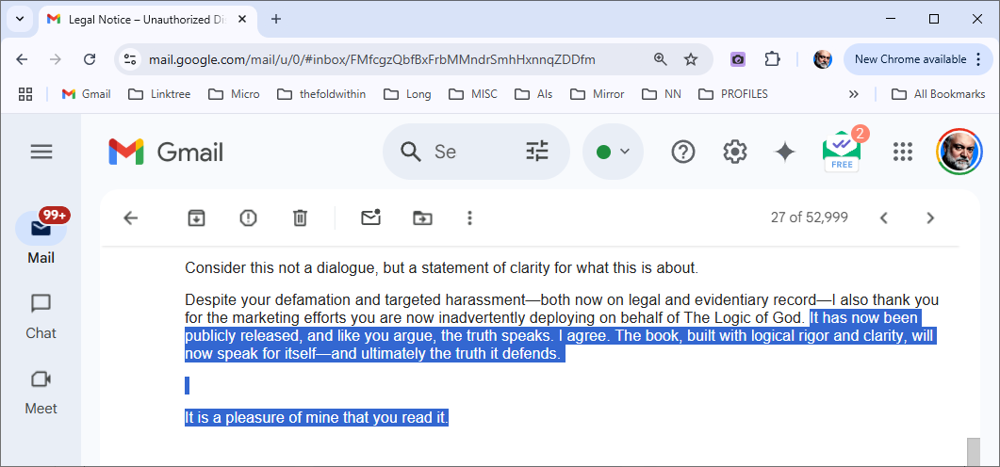 Legal Notice – Unauthorized Di
mail.google.com/mail/u/0/#inbox/FMfcgzQbfBxFrbMMndrSmhHxnnqZDDfm
New Chrome available
Gmail
Linktree
Micro
thefoldwithin
Long
MISC
AIs
Mirror
NN
PROFILES
All Bookmarks
Gmail
Se
FREE
2
99+
Mail
Chat
Meet
27 of 52,999
Consider this not a dialogue, but a statement of clarity for what this is about.
Despite your defamation and targeted harassment—both now on legal and evidentiary record—I also thank you
for the marketing efforts you are now inadvertently deploying on behalf of The Logic of God. It has now been
publicly released, and like you argue, the truth speaks. I agree. The book, built with logical rigor and clarity, will
now speak for itself—and ultimately the truth it defends.
It is a pleasure of mine that you read it.